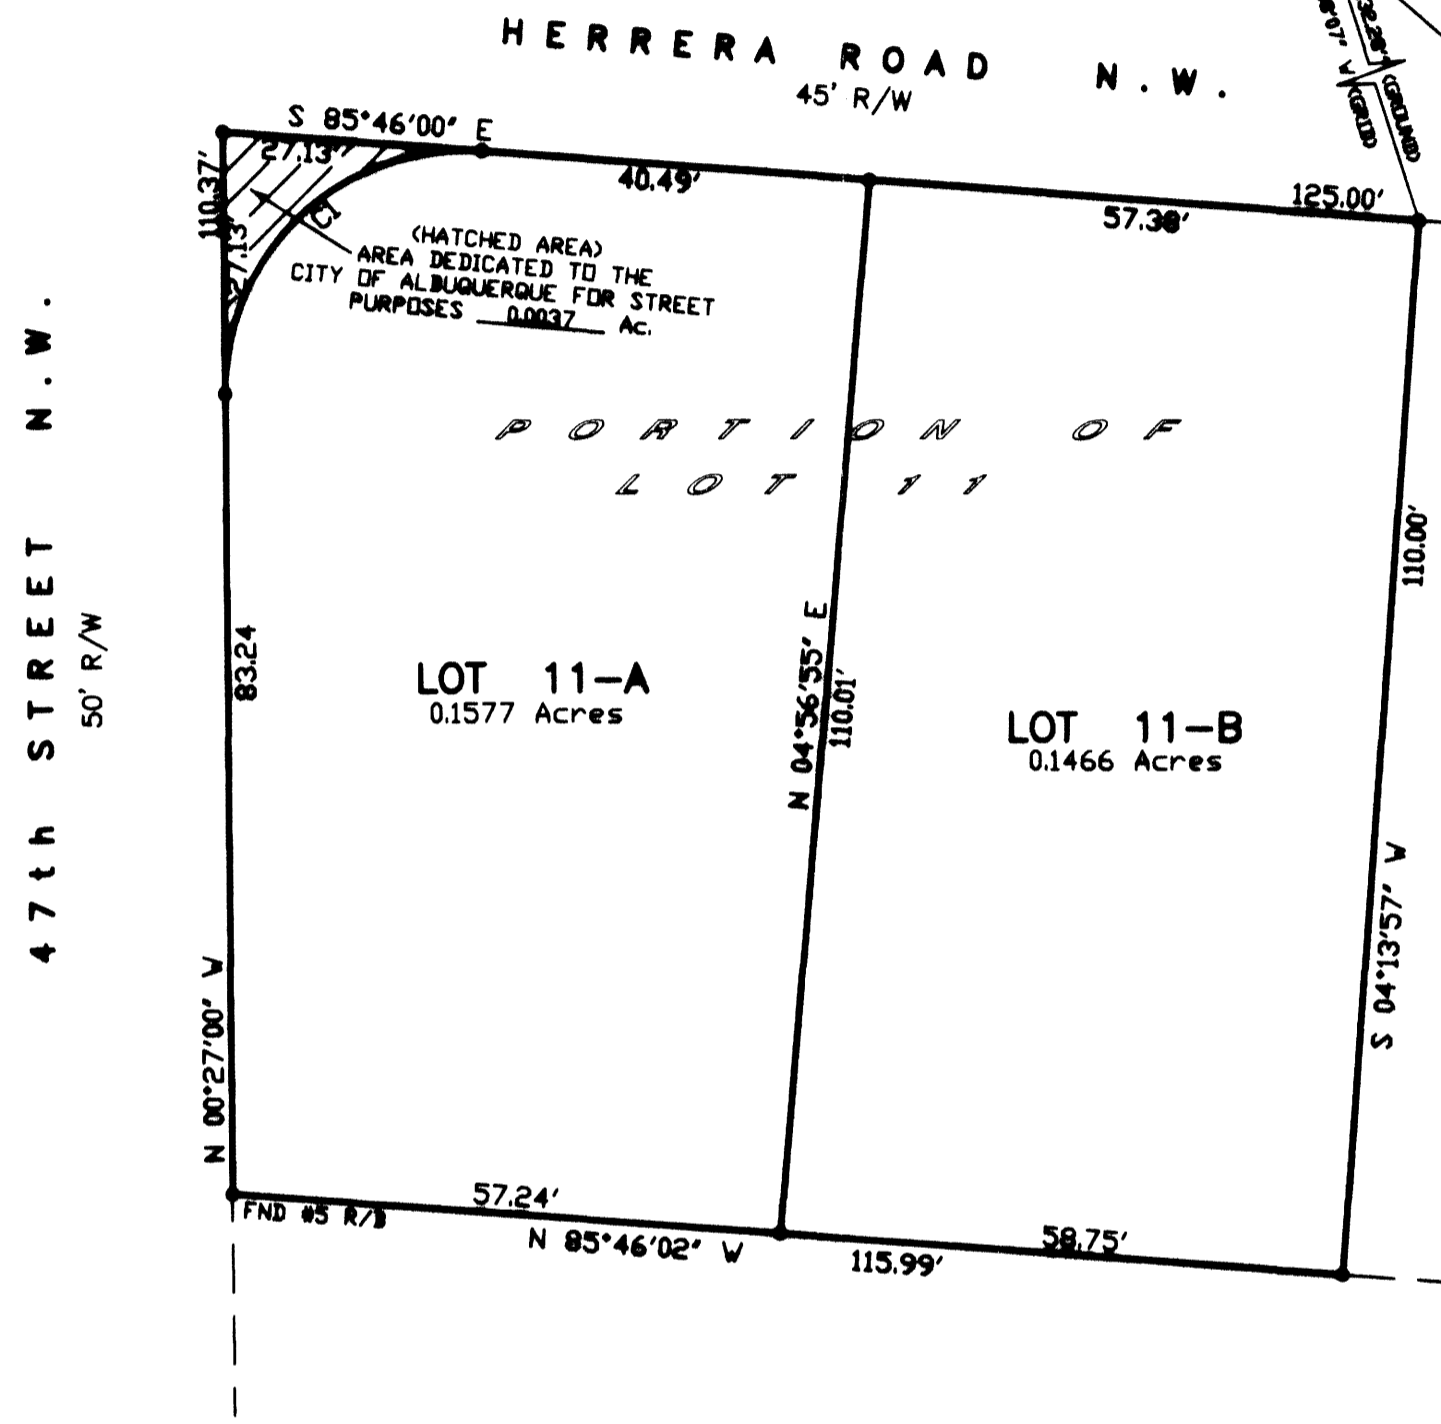 HERRERA ROAD N.W.
45' R/W
32.28' (GROUND)
(GRID)
S 85°46'00" E
27.13'
40.49'
57.38'
125.00'
110.37'
27.13'
C1
(HATCHED AREA)
AREA DEDICATED TO THE
CITY OF ALBUQUERQUE FOR STREET
PURPOSES 0.0037 Ac.
PORTION OF
LOT 11
47th STREET N.W.
50' R/W
83.24
N 00°27'00" W
LOT 11-A
0.1577 Acres
N 04°56'55" E
110.01'
LOT 11-B
0.1466 Acres
110.00'
S 04°13'57" W
FND #5 R/B
57.24'
N 85°46'02" W
115.99'
58.75'